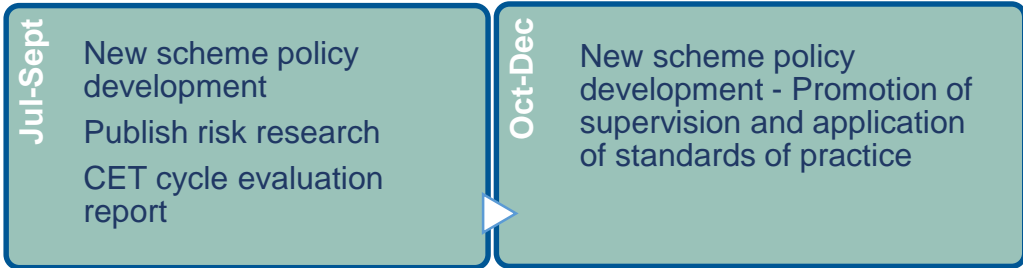 Jul-Sept
New scheme policy
development
Publish risk research
CET cycle evaluation
report
Oct-Dec
New scheme policy
development - Promotion of
supervision and application
of standards of practice